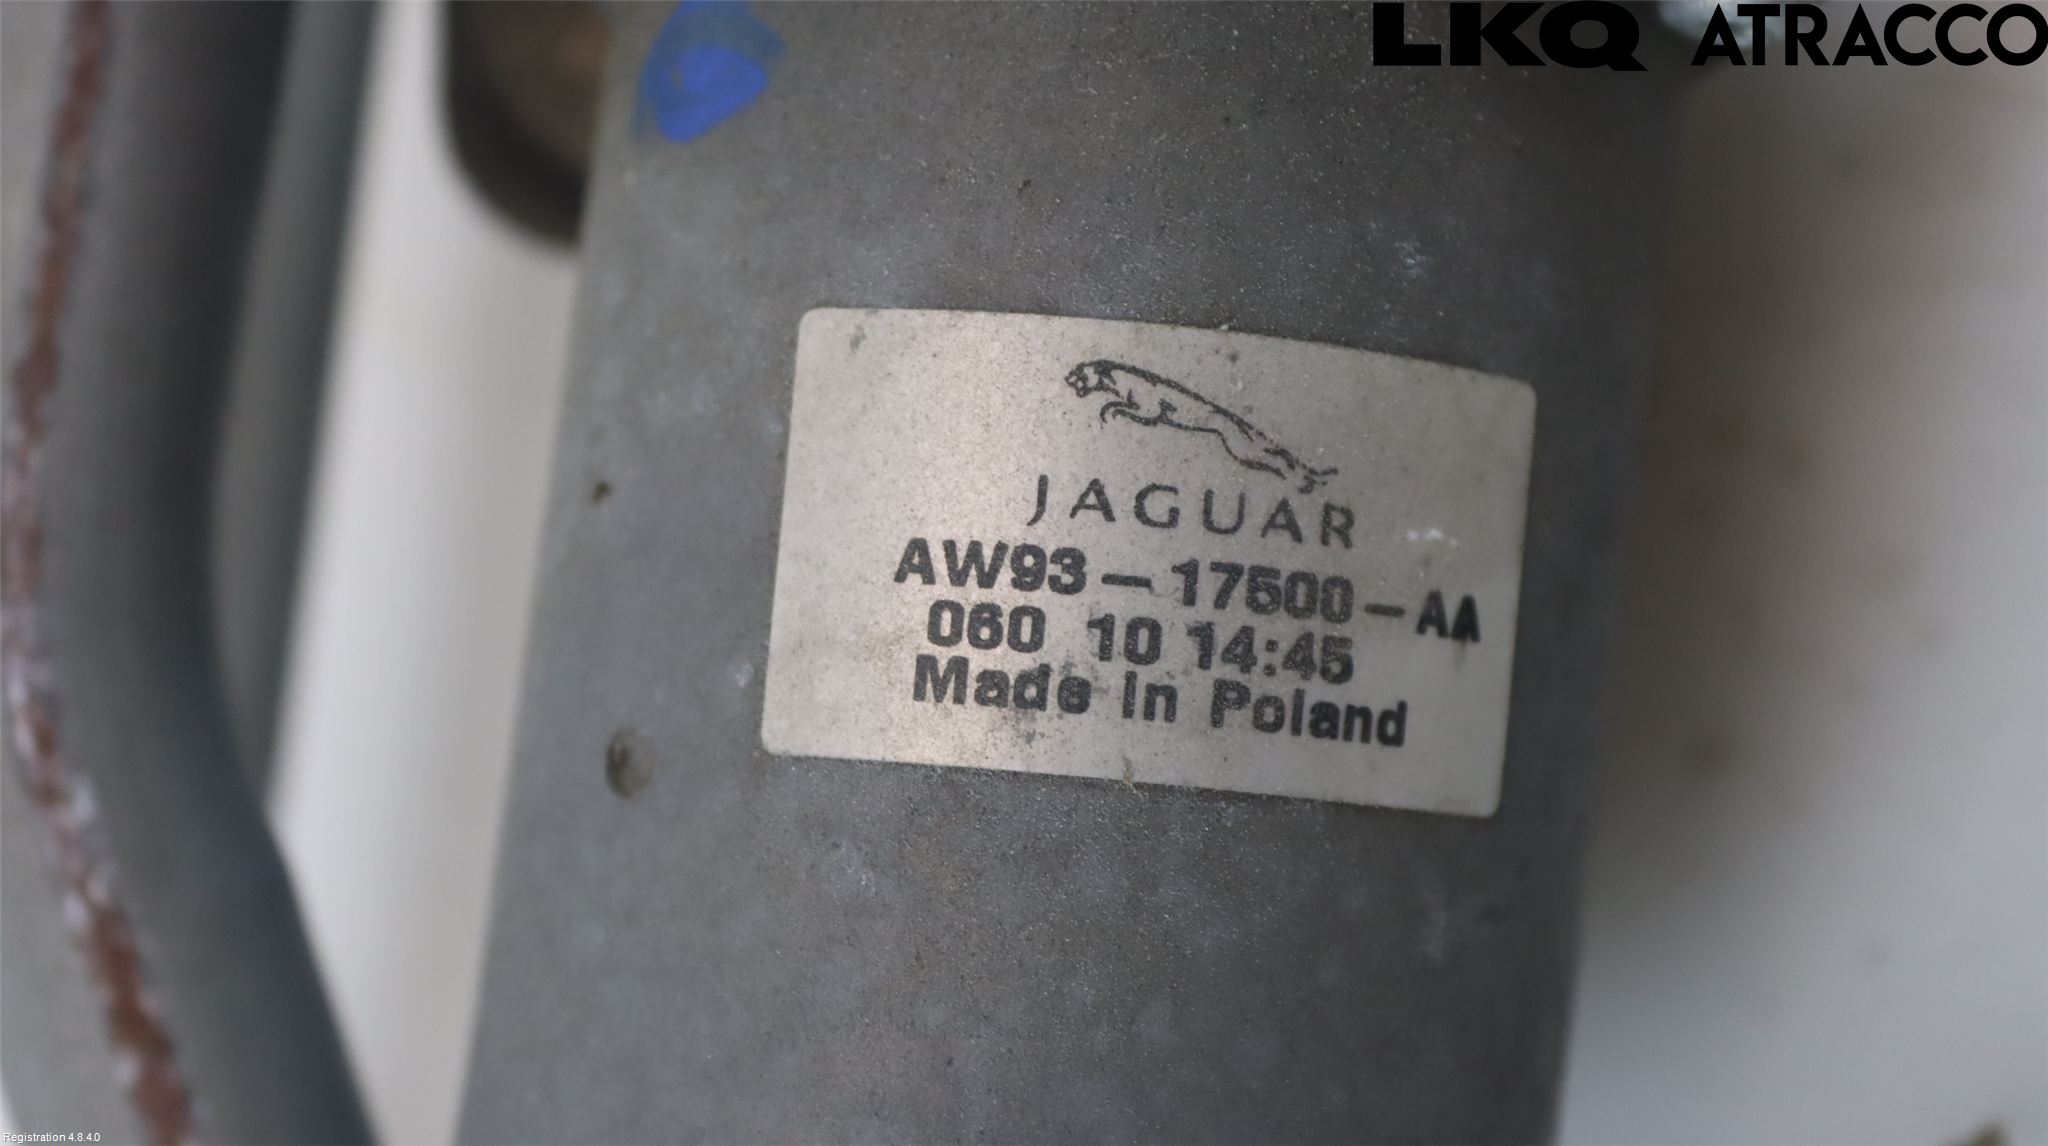 LKQ ATRACCO
JAGUAR
AW93-17500-AA
060 10 14:45
Made in Poland
Registration 4.8.4.0